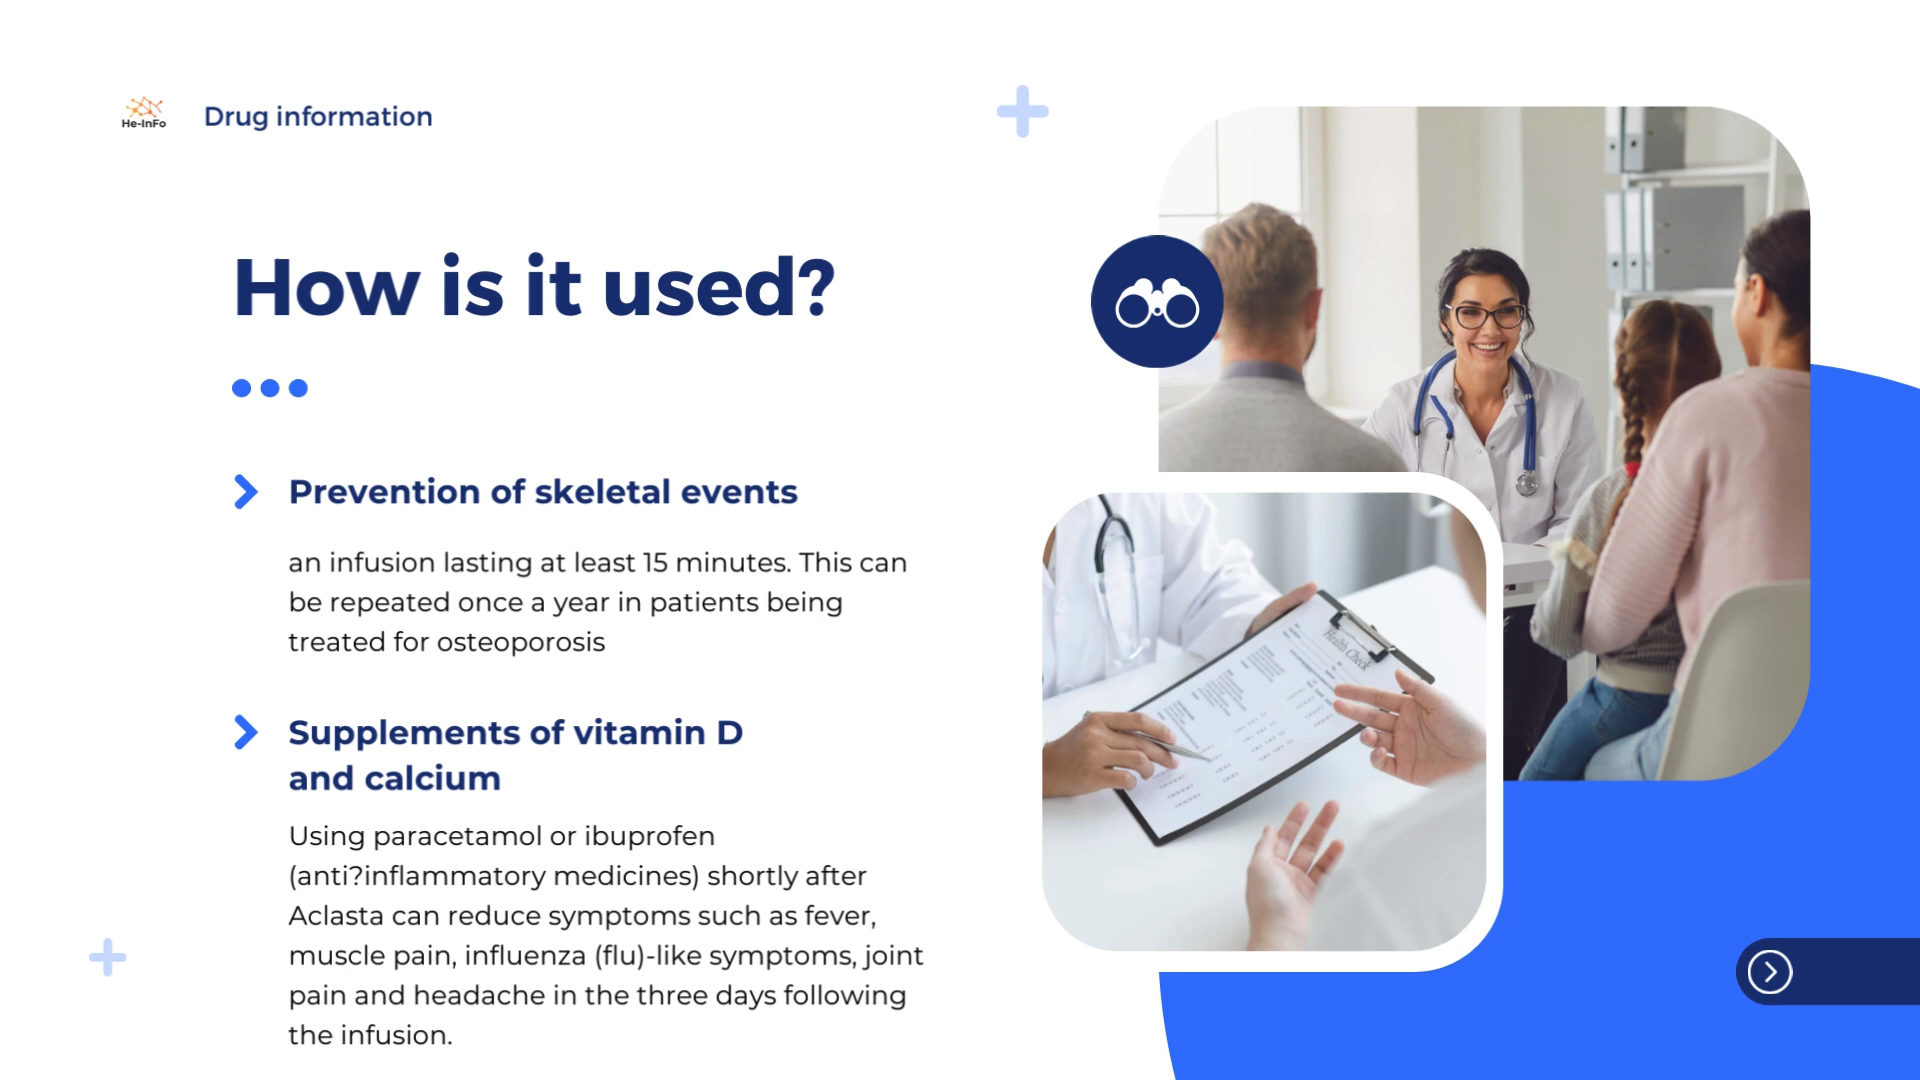 He-InFo
Drug information
How is it used?
Prevention of skeletal events
an infusion lasting at least 15 minutes. This can
be repeated once a year in patients being
treated for osteoporosis
Supplements of vitamin D
and calcium
Using paracetamol or ibuprofen
(anti?inflammatory medicines) shortly after
Aclasta can reduce symptoms such as fever,
muscle pain, influenza (flu)-like symptoms, joint
pain and headache in the three days following
the infusion.
Health Check